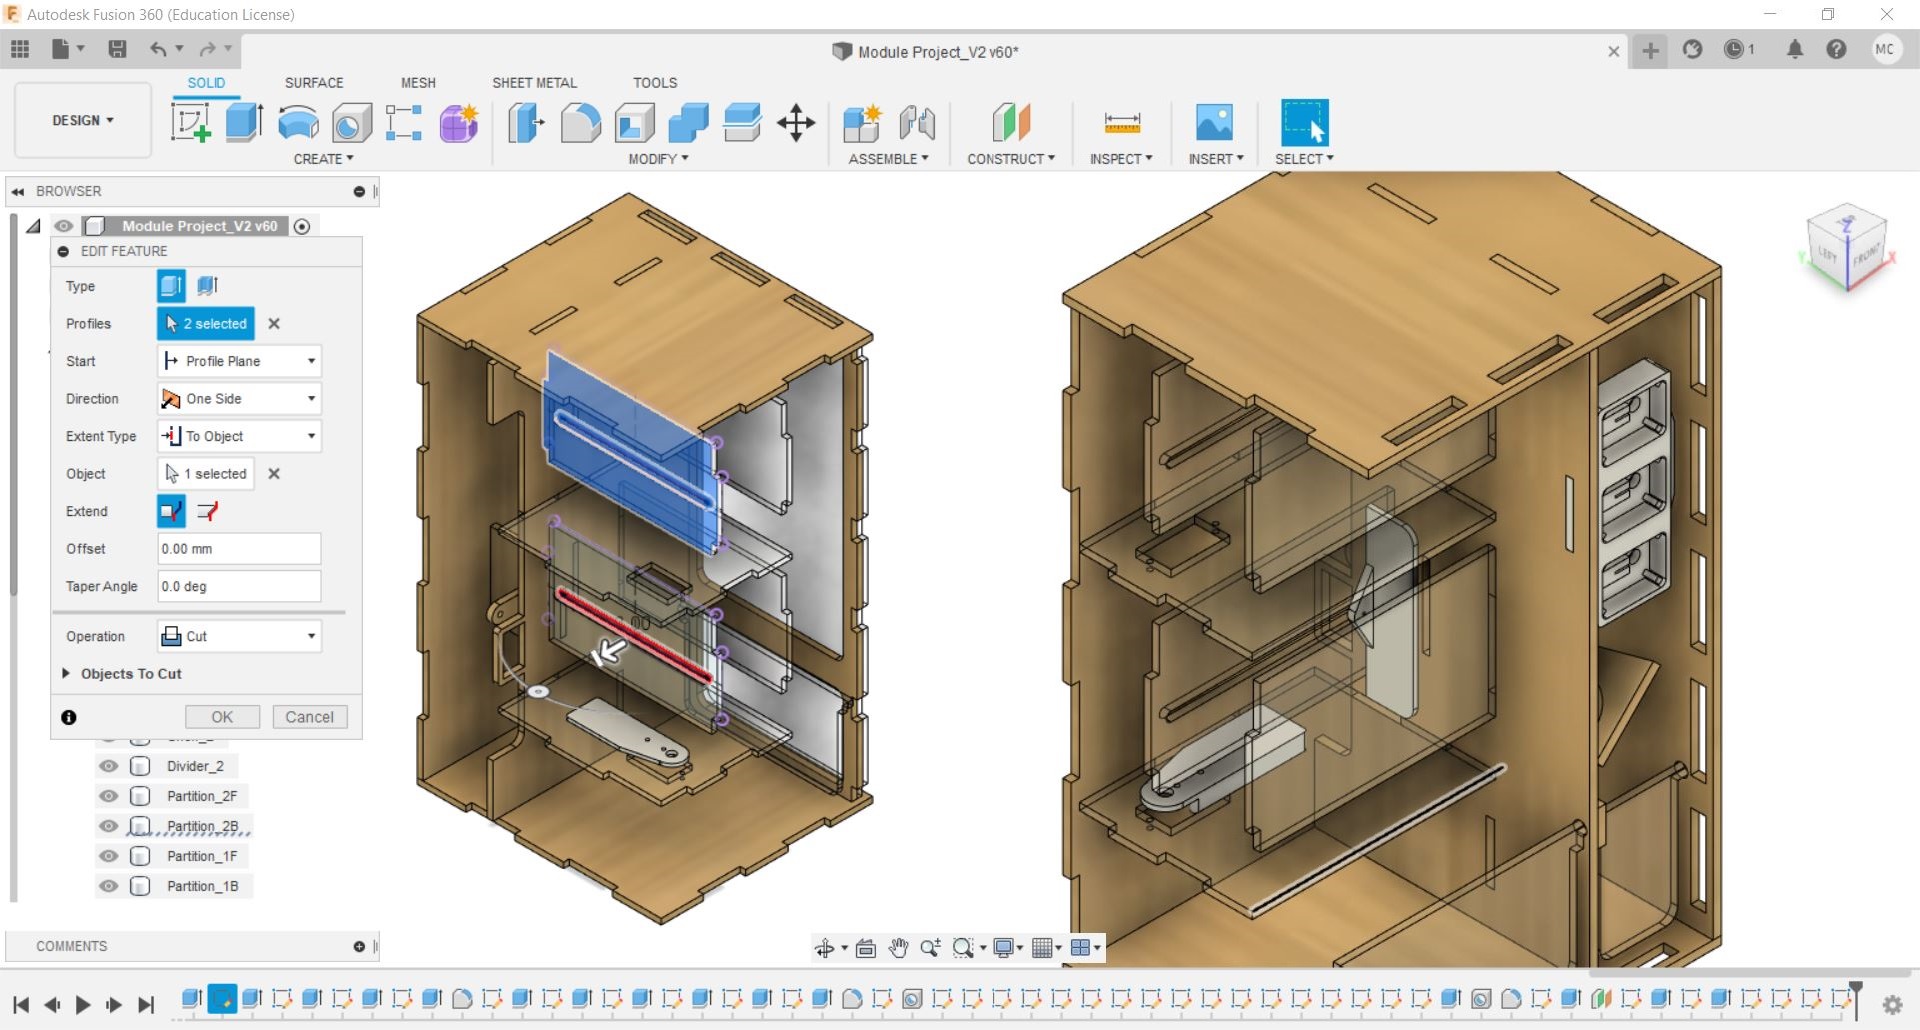 Autodesk Fusion 360 (Education License)
Module Project_V2 v60*
1
MC
SOLID
SURFACE
MESH
SHEET METAL
TOOLS
DESIGN
CREATE
MODIFY
ASSEMBLE
CONSTRUCT
INSPECT
INSERT
SELECT
BROWSER
Module Project_V2 v60
EDIT FEATURE
Type
Profiles 2 selected
Start Profile Plane
Direction One Side
Extent Type To Object
Object 1 selected
Extend
Offset 0.00 mm
Taper Angle 0.0 deg
Operation Cut
Objects To Cut
OK Cancel
Divider_2
Partition_2F
Partition_2B
Partition_1F
Partition_1B
COMMENTS
Z
LEFT
FRONT
Y
X